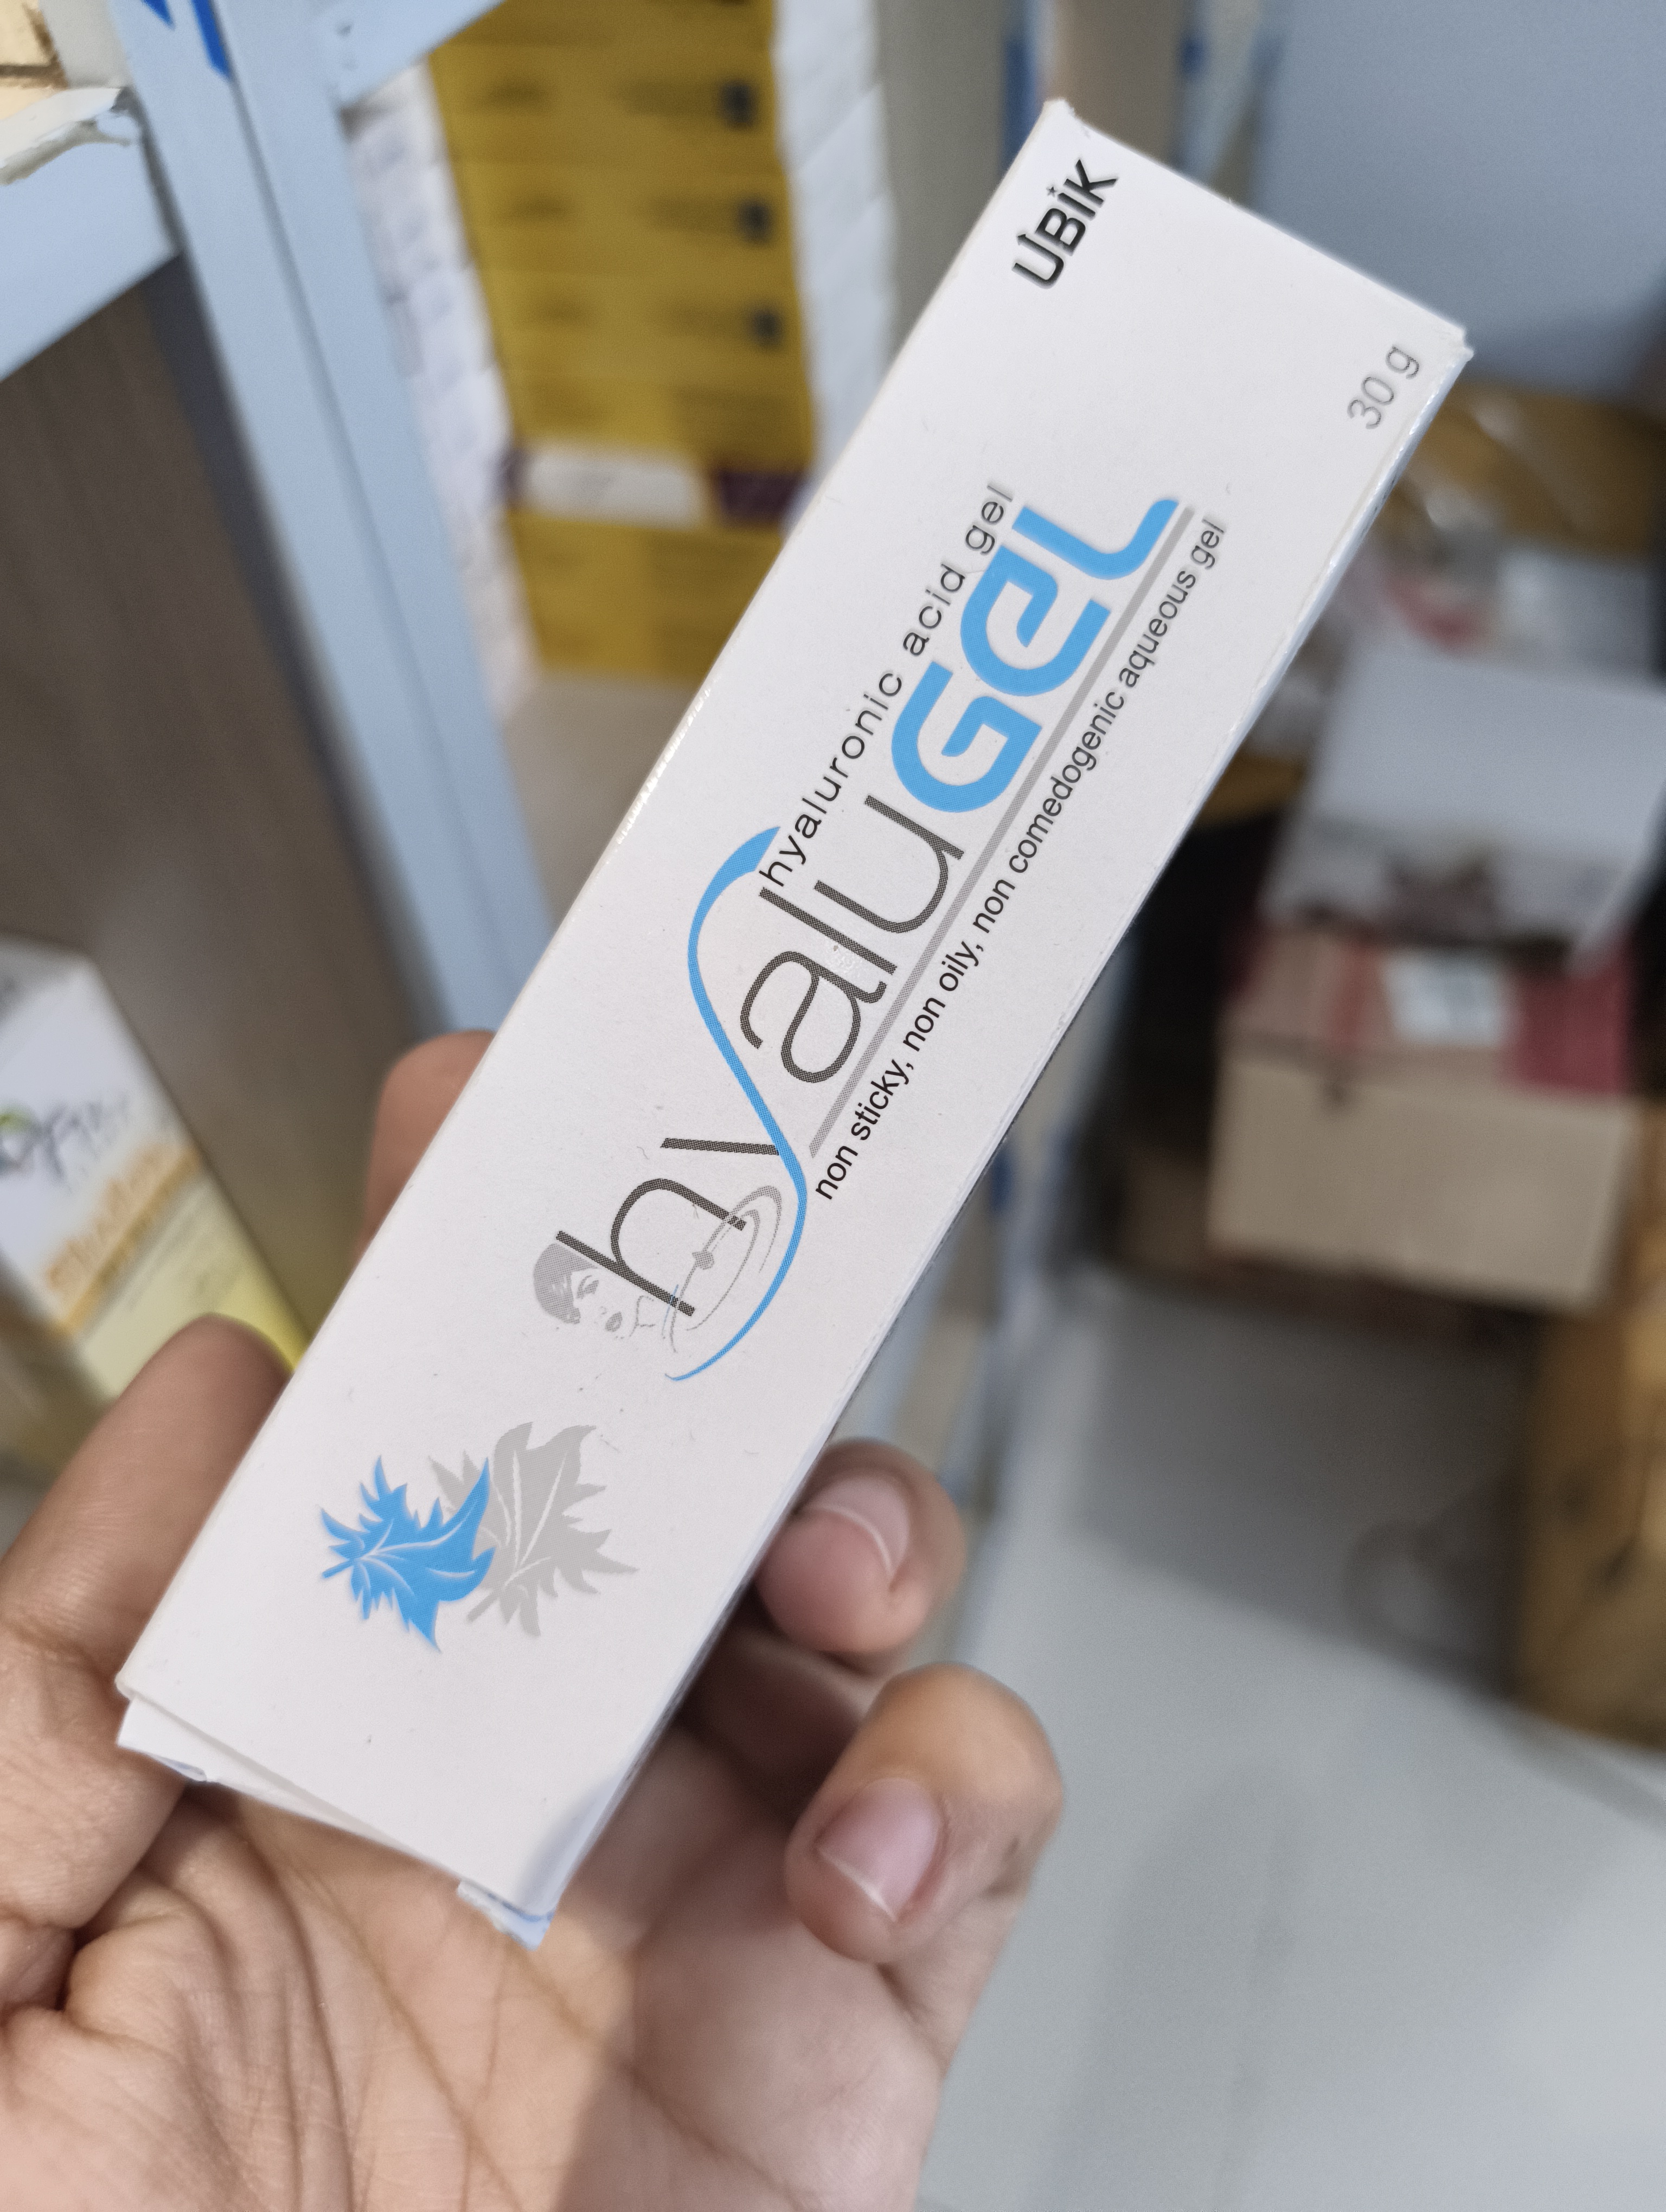 UBIK
30 g
hyaluronic acid gel
hyaluGEL
non sticky, non oily, non comedogenic aqueous gel